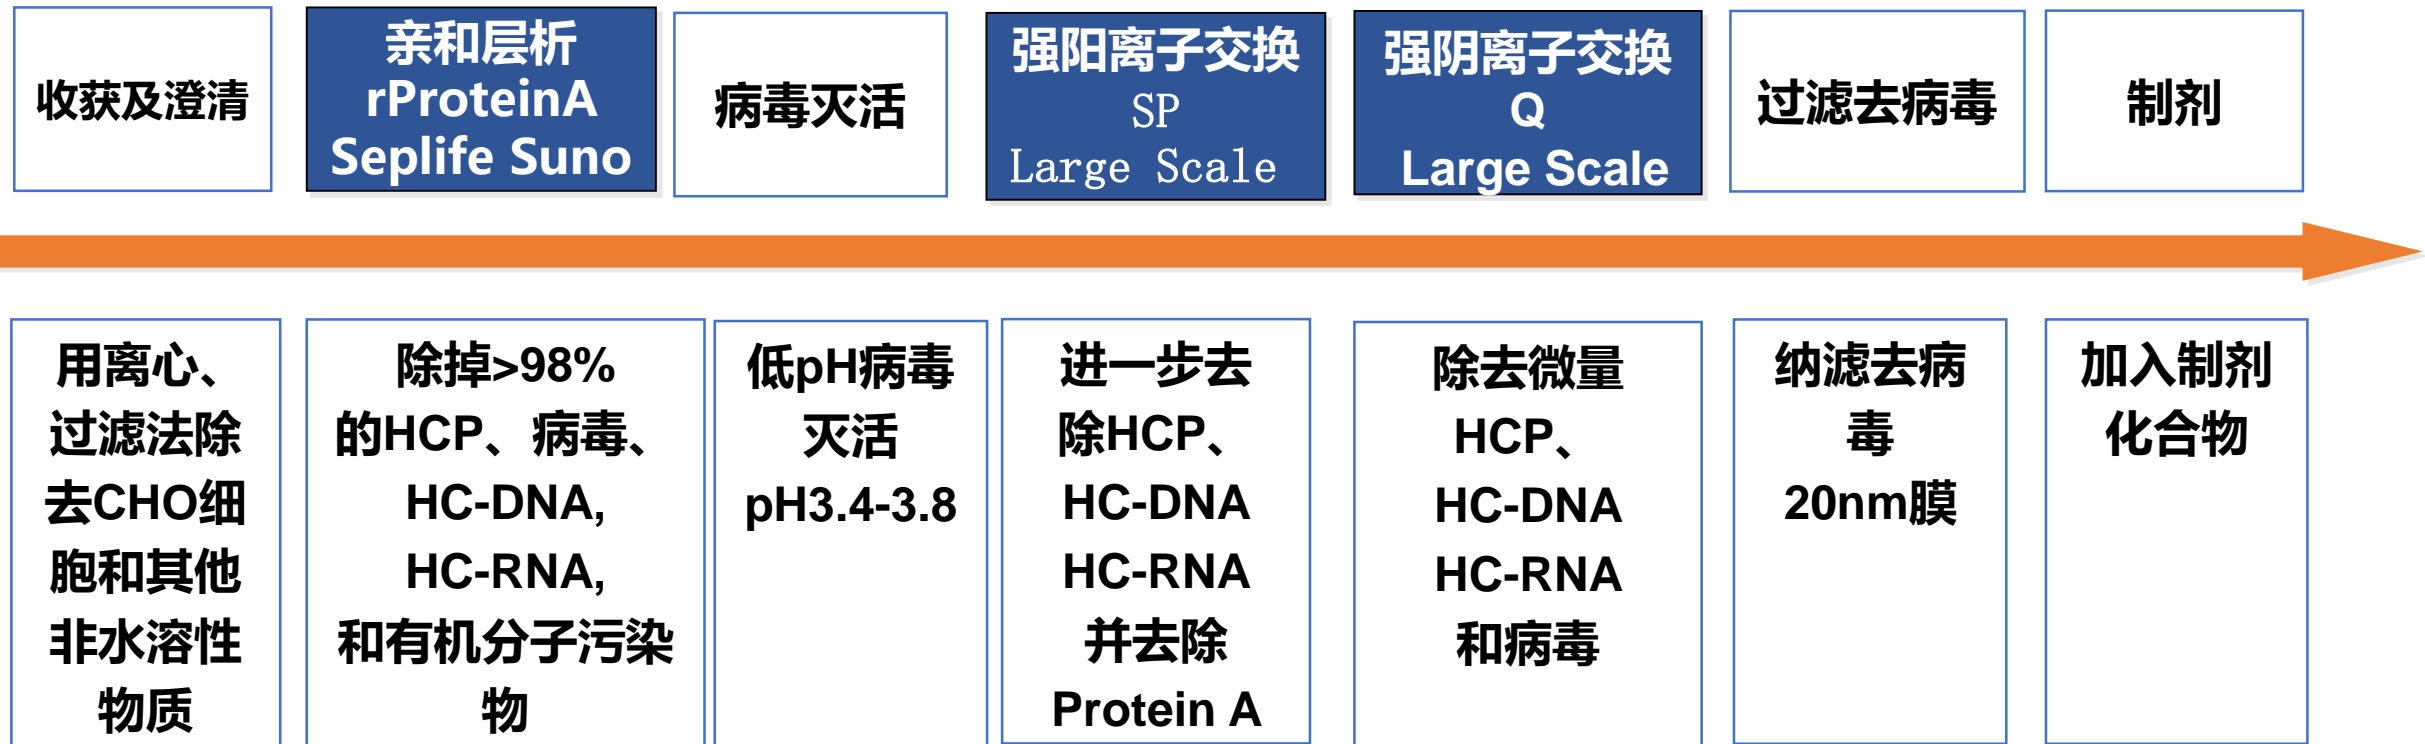 收获及澄清
亲和层析
rProteinA
Seplife Suno
病毒灭活
强阳离子交换
SP
Large Scale
强阴离子交换
Q
Large Scale
过滤去病毒
制剂
用离心、
过滤法除
去CHO细
胞和其他
非水溶性
物质
除掉>98%
的HCP、病毒、
HC-DNA,
HC-RNA,
和有机分子污染
物
低pH病毒
灭活
pH3.4-3.8
进一步去
除HCP、
HC-DNA
HC-RNA
并去除
Protein A
除去微量
HCP、
HC-DNA
HC-RNA
和病毒
纳滤去病
毒
20nm膜
加入制剂
化合物